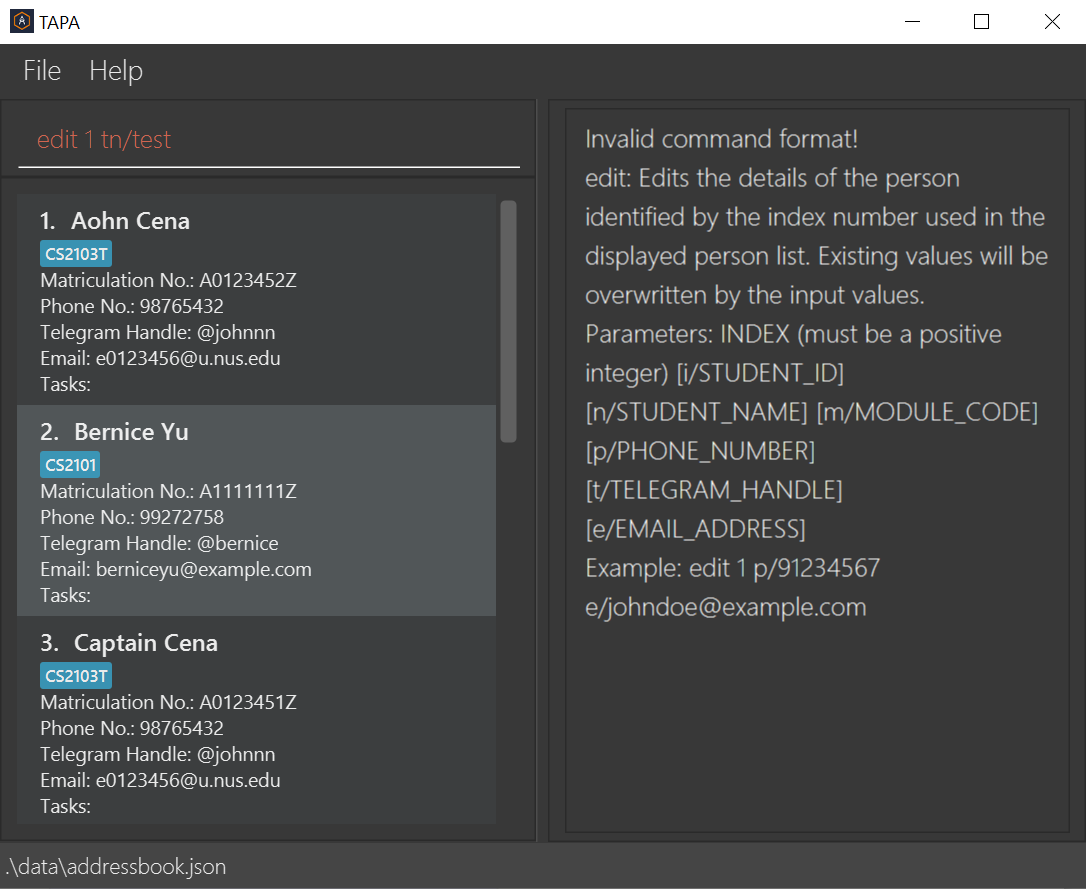 TAPA
File Help
edit 1 tn/test
1. Aohn Cena
CS2103T
Matriculation No.: A0123452Z
Phone No.: 98765432
Telegram Handle: @johnnn
Email: e0123456@u.nus.edu
Tasks:
2. Bernice Yu
CS2101
Matriculation No.: A1111111Z
Phone No.: 99272758
Telegram Handle: @bernice
Email: berniceyu@example.com
Tasks:
3. Captain Cena
CS2103T
Matriculation No.: A0123451Z
Phone No.: 98765432
Telegram Handle: @johnnn
Email: e0123456@u.nus.edu
Tasks:
Invalid command format!
edit: Edits the details of the person
identified by the index number used in the
displayed person list. Existing values will be
overwritten by the input values.
Parameters: INDEX (must be a positive
integer) [i/STUDENT_ID]
[n/STUDENT_NAME] [m/MODULE_CODE]
[p/PHONE_NUMBER]
[t/TELEGRAM_HANDLE]
[e/EMAIL_ADDRESS]
Example: edit 1 p/91234567
e/johndoe@example.com
.\data\addressbook.json